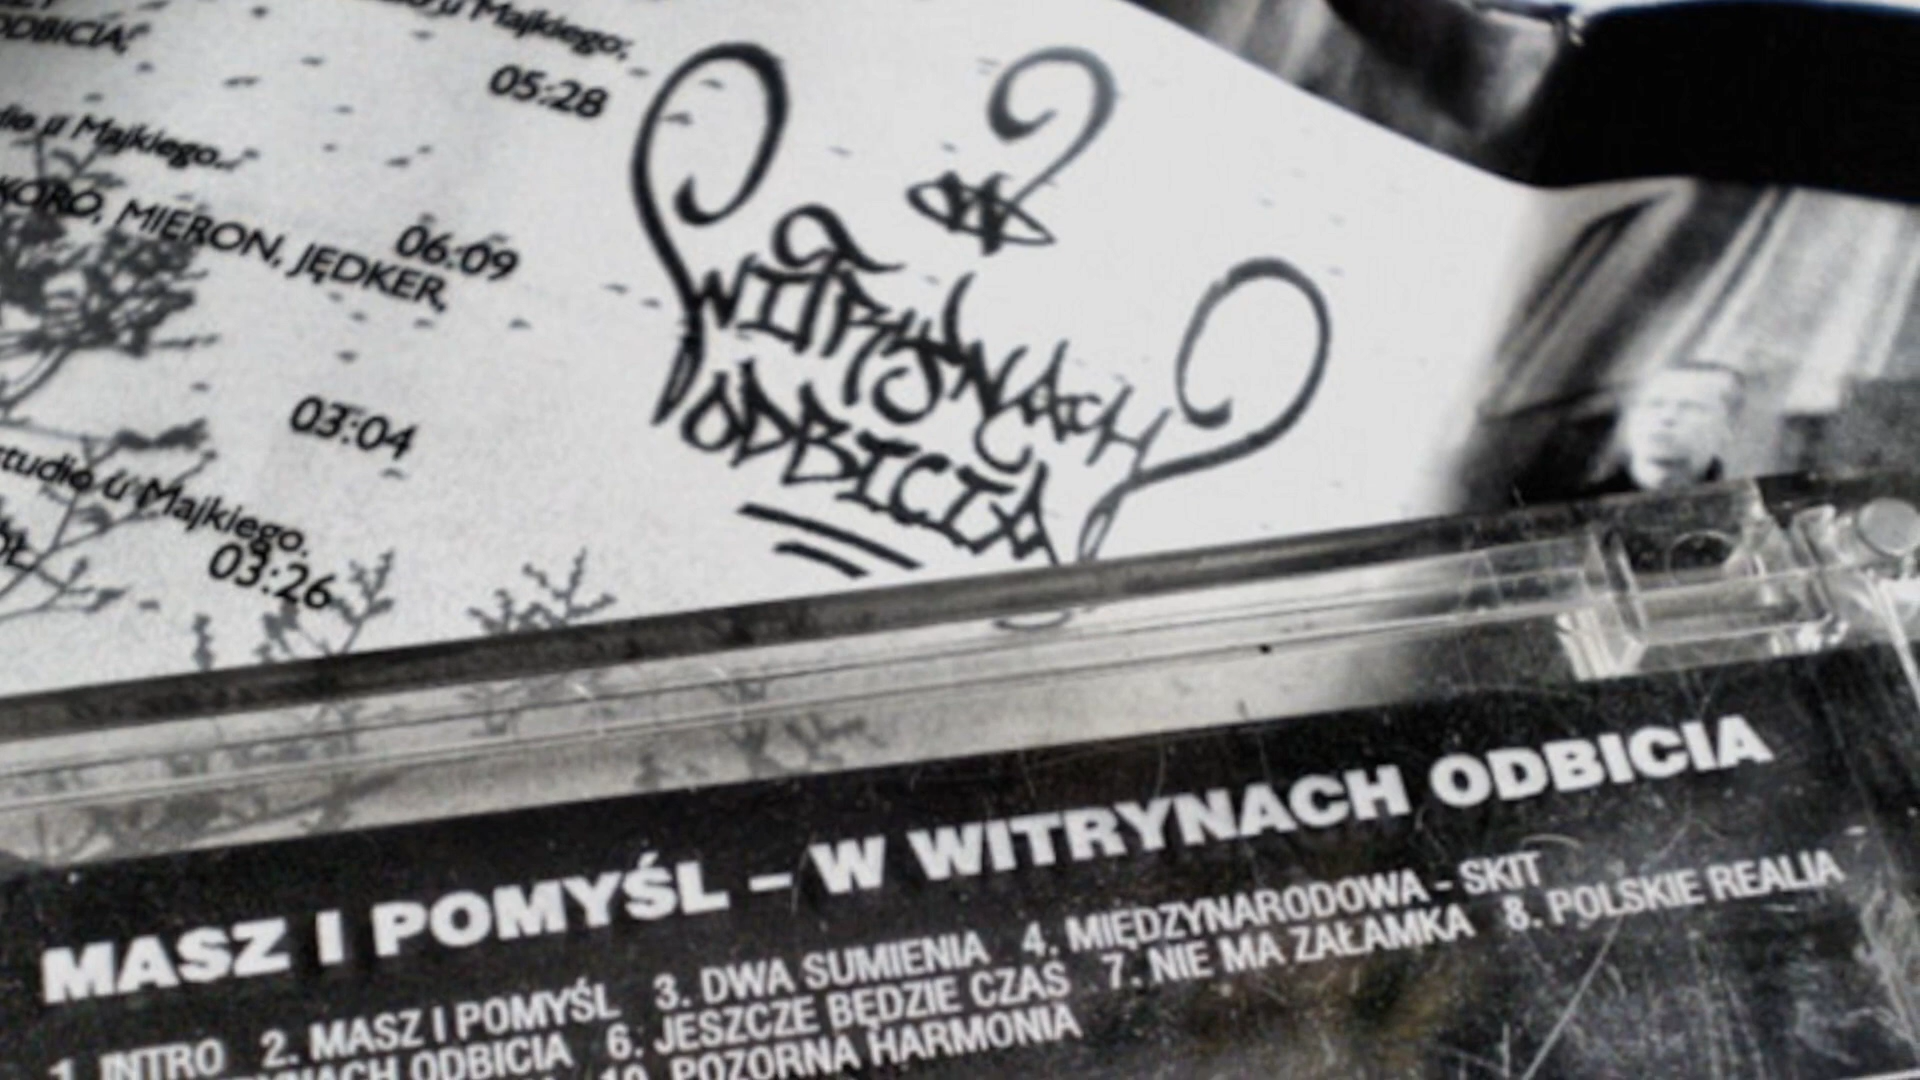 u Majkiego,
ODBICIA,
05:28
u Majkiego...
06:09
KORO, MIERON, JĘDKER,
03:04
studio u Majkiego.
03:26
WITRYNACH
ODBICIA
MASZ I POMYŚL – W WITRYNACH ODBICIA
1. INTRO 2. MASZ I POMYŚL 3. DWA SUMIENIA 4. MIĘDZYNARODOWA - SKIT
ODBICIA 6. JESZCZE BĘDZIE CZAS 7. NIE MA ZAŁAMKA 8. POLSKIE REALIA
10. POZORNA HARMONIA